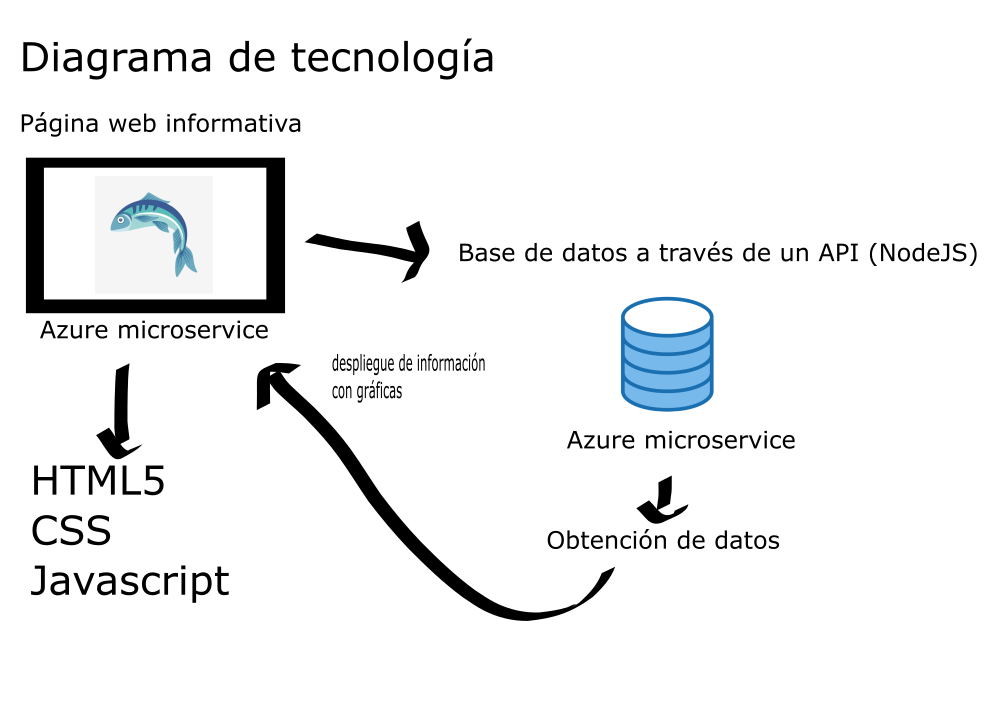 Diagrama de tecnología
Página web informativa
Base de datos a través de un API (NodeJS)
Azure microservice
despliegue de información
con gráficas
Azure microservice
HTML5
CSS
Javascript
Obtención de datos